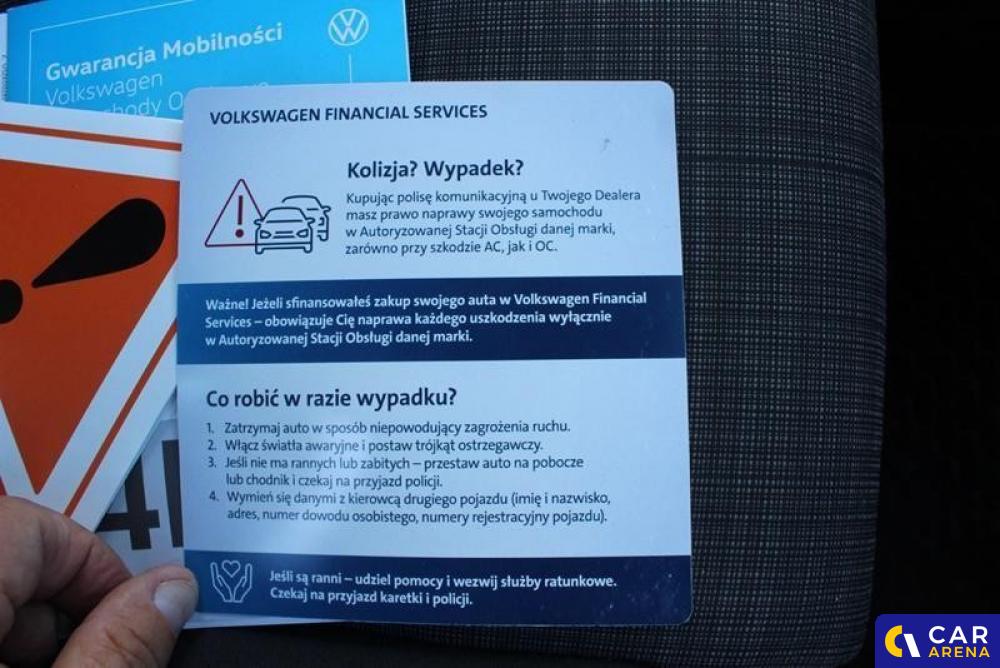 Gwarancja Mobilności
Volkswagen
VOLKSWAGEN FINANCIAL SERVICES
Kolizja? Wypadek?
Kupując polisę komunikacyjną u Twojego Dealera
masz prawo naprawy swojego samochodu
w Autoryzowanej Stacji Obsługi danej marki,
zarówno przy szkodzie AC, jak i OC.
Ważne! Jeżeli sfinansowałeś zakup swojego auta w Volkswagen Financial
Services – obowiązuje Cię naprawa każdego uszkodzenia wyłącznie
w Autoryzowanej Stacji Obsługi danej marki.
Co robić w razie wypadku?
1. Zatrzymaj auto w sposób niepowodujący zagrożenia ruchu.
2. Włącz światła awaryjne i postaw trójkąt ostrzegawczy.
3. Jeśli nie ma rannych lub zabitych – przestaw auto na pobocze
lub chodnik i czekaj na przyjazd policji.
4. Wymień się danymi z kierowcą drugiego pojazdu (imię i nazwisko,
adres, numer dowodu osobistego, numery rejestracyjny pojazdu).
Jeśli są ranni – udziel pomocy i wezwij służby ratunkowe.
Czekaj na przyjazd karetki i policji.
CAR
ARENA